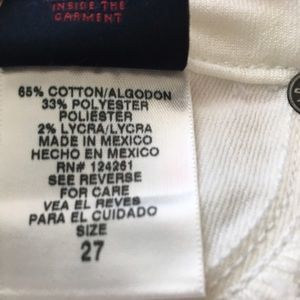 INSIDE THE
GARMENT
65% COTTON/ALGODON
33% POLYESTER
POLIÉSTER
2% LYCRA/LYCRA
MADE IN MEXICO
HECHO EN MEXICO
RN# 124261
SEE REVERSE
FOR CARE
VEA EL REVES
PARA EL CUIDADO
SIZE
27